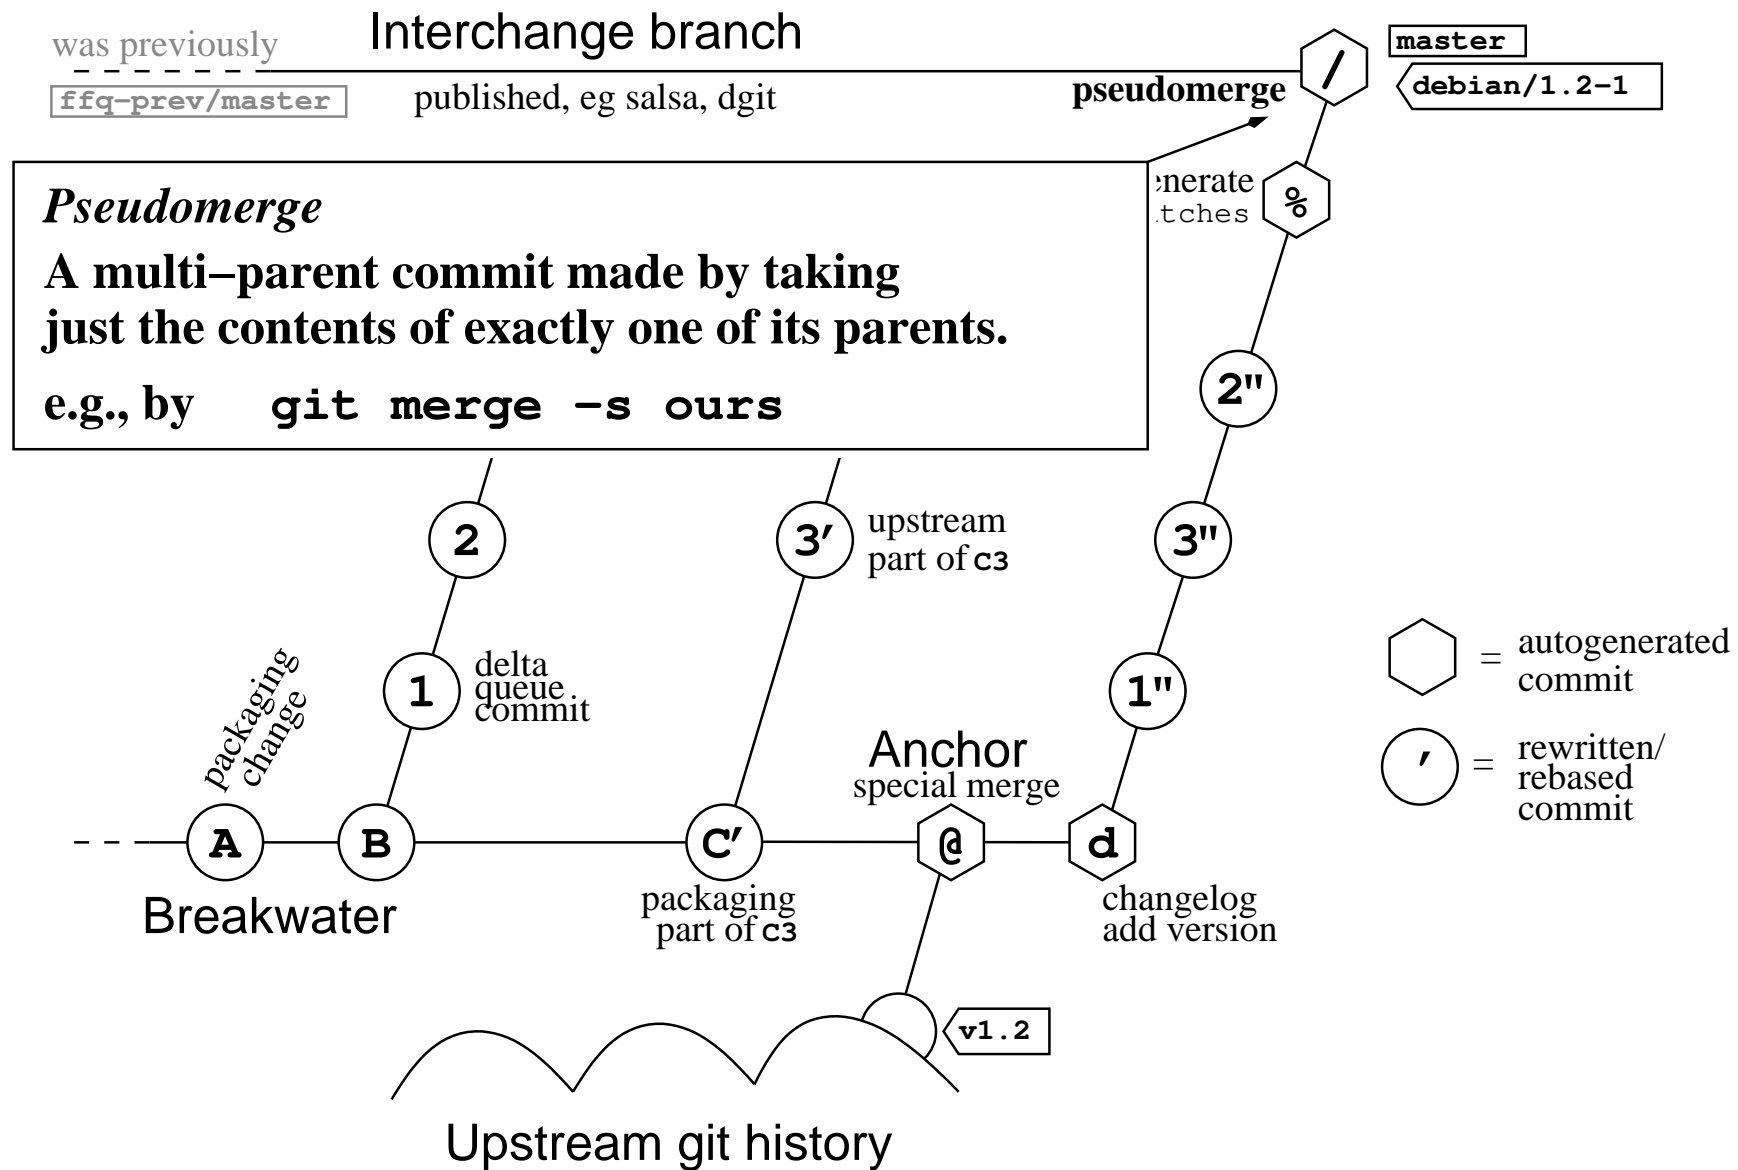 Interchange branch
was previously
ffq-prev/master
published, eg salsa, dgit
pseudomerge
/
master
debian/1.2-1
Pseudomerge
A multi-parent commit made by taking
just the contents of exactly one of its parents.
e.g., by git merge -s ours
%
2"
2
3'
upstream
part of c3
3"
1
delta
queue
commit
1"
packaging
change
Anchor
special merge
A
B
C'
@
d
Breakwater
packaging
part of c3
changelog
add version
= autogenerated
commit
' = rewritten/
rebased
commit
v1.2
Upstream git history